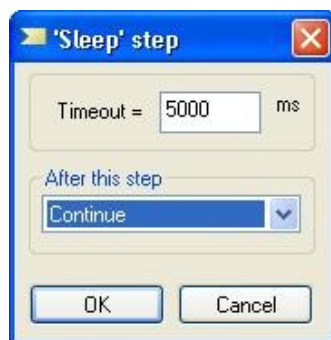 'Sleep' step
Timeout = 5000 ms
After this step
Continue
OK Cancel